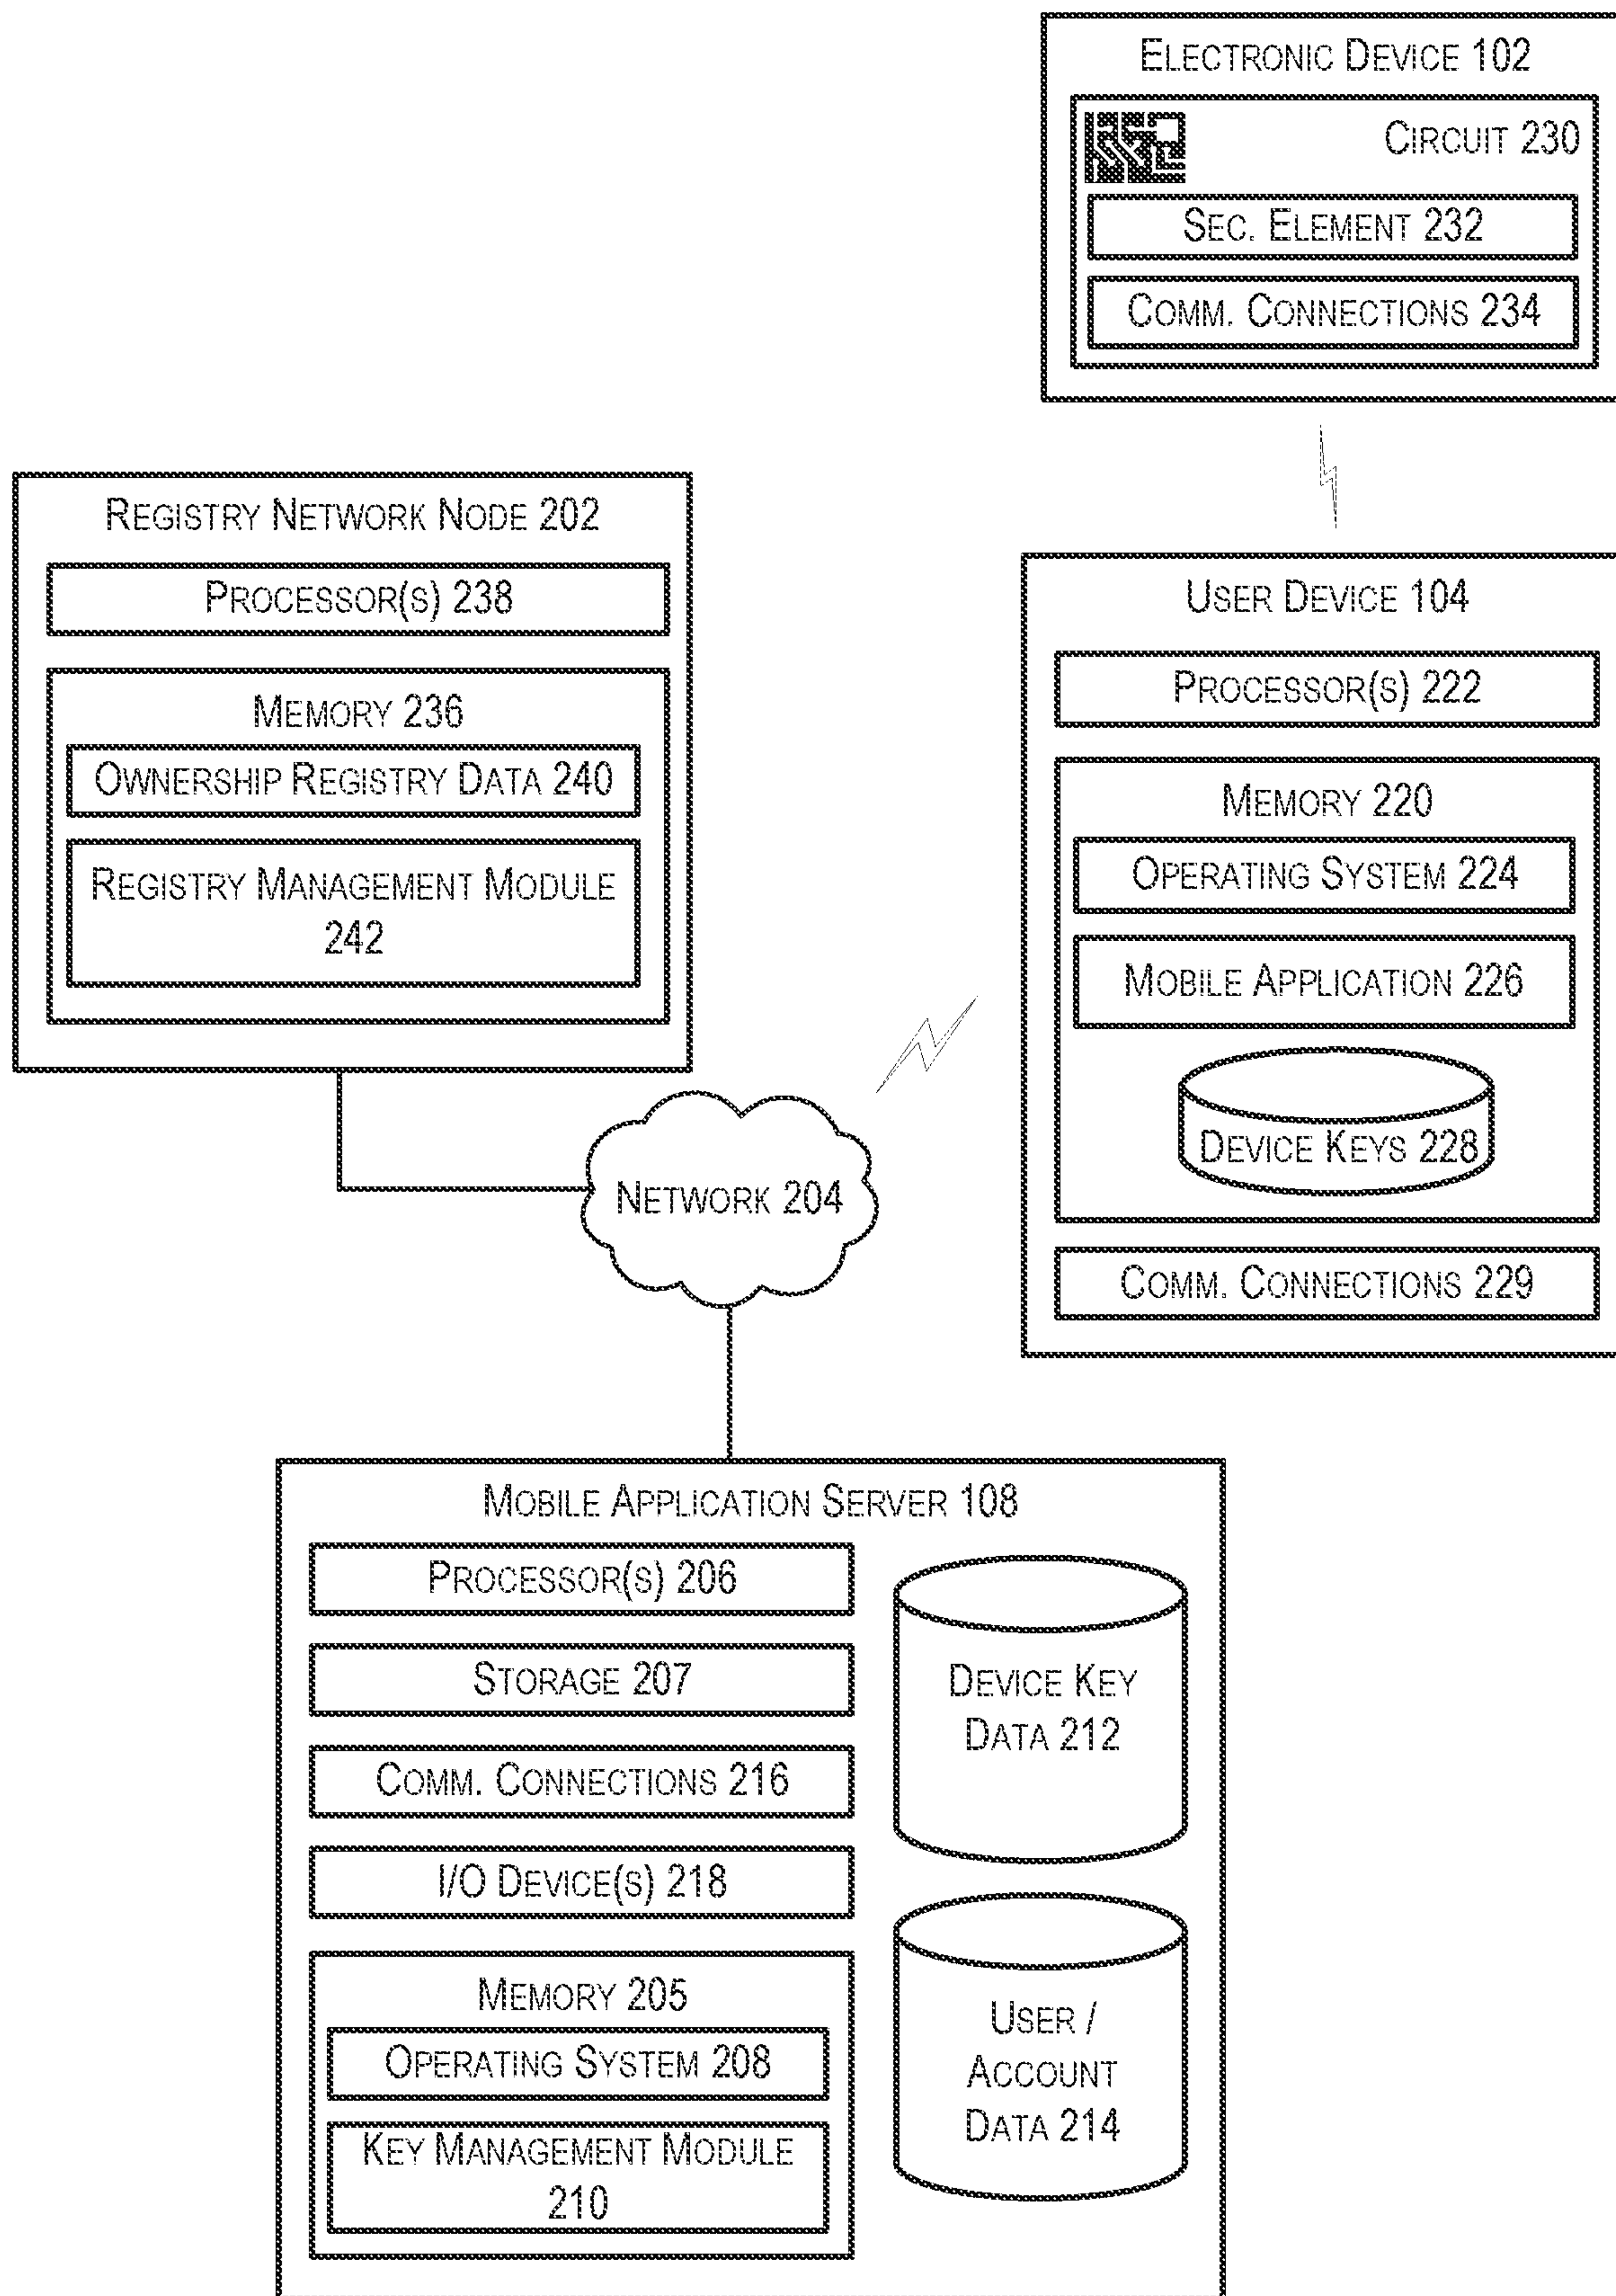 ELECTRONIC DEVICE 102
CIRCUIT 230
SEC. ELEMENT 232
COMM. CONNECTIONS 234
REGISTRY NETWORK NODE 202
PROCESSOR(S) 238
MEMORY 236
OWNERSHIP REGISTRY DATA 240
REGISTRY MANAGEMENT MODULE
242
USER DEVICE 104
PROCESSOR(S) 222
MEMORY 220
OPERATING SYSTEM 224
MOBILE APPLICATION 226
DEVICE KEYS 228
COMM. CONNECTIONS 229
NETWORK 204
MOBILE APPLICATION SERVER 108
PROCESSOR(S) 206
STORAGE 207
COMM. CONNECTIONS 216
I/O DEVICE(S) 218
MEMORY 205
OPERATING SYSTEM 208
KEY MANAGEMENT MODULE
210
DEVICE KEY
DATA 212
USER /
ACCOUNT
DATA 214